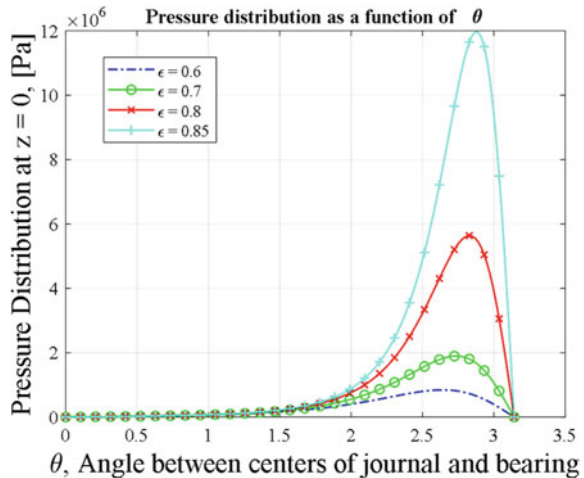 Pressure distribution as a function of θ
×10⁶
12
10
8
6
4
2
0
Pressure Distribution at z = 0, [Pa]
ϵ = 0.6
ϵ = 0.7
ϵ = 0.8
ϵ = 0.85
0 0.5 1 1.5 2 2.5 3 3.5
θ, Angle between centers of journal and bearing